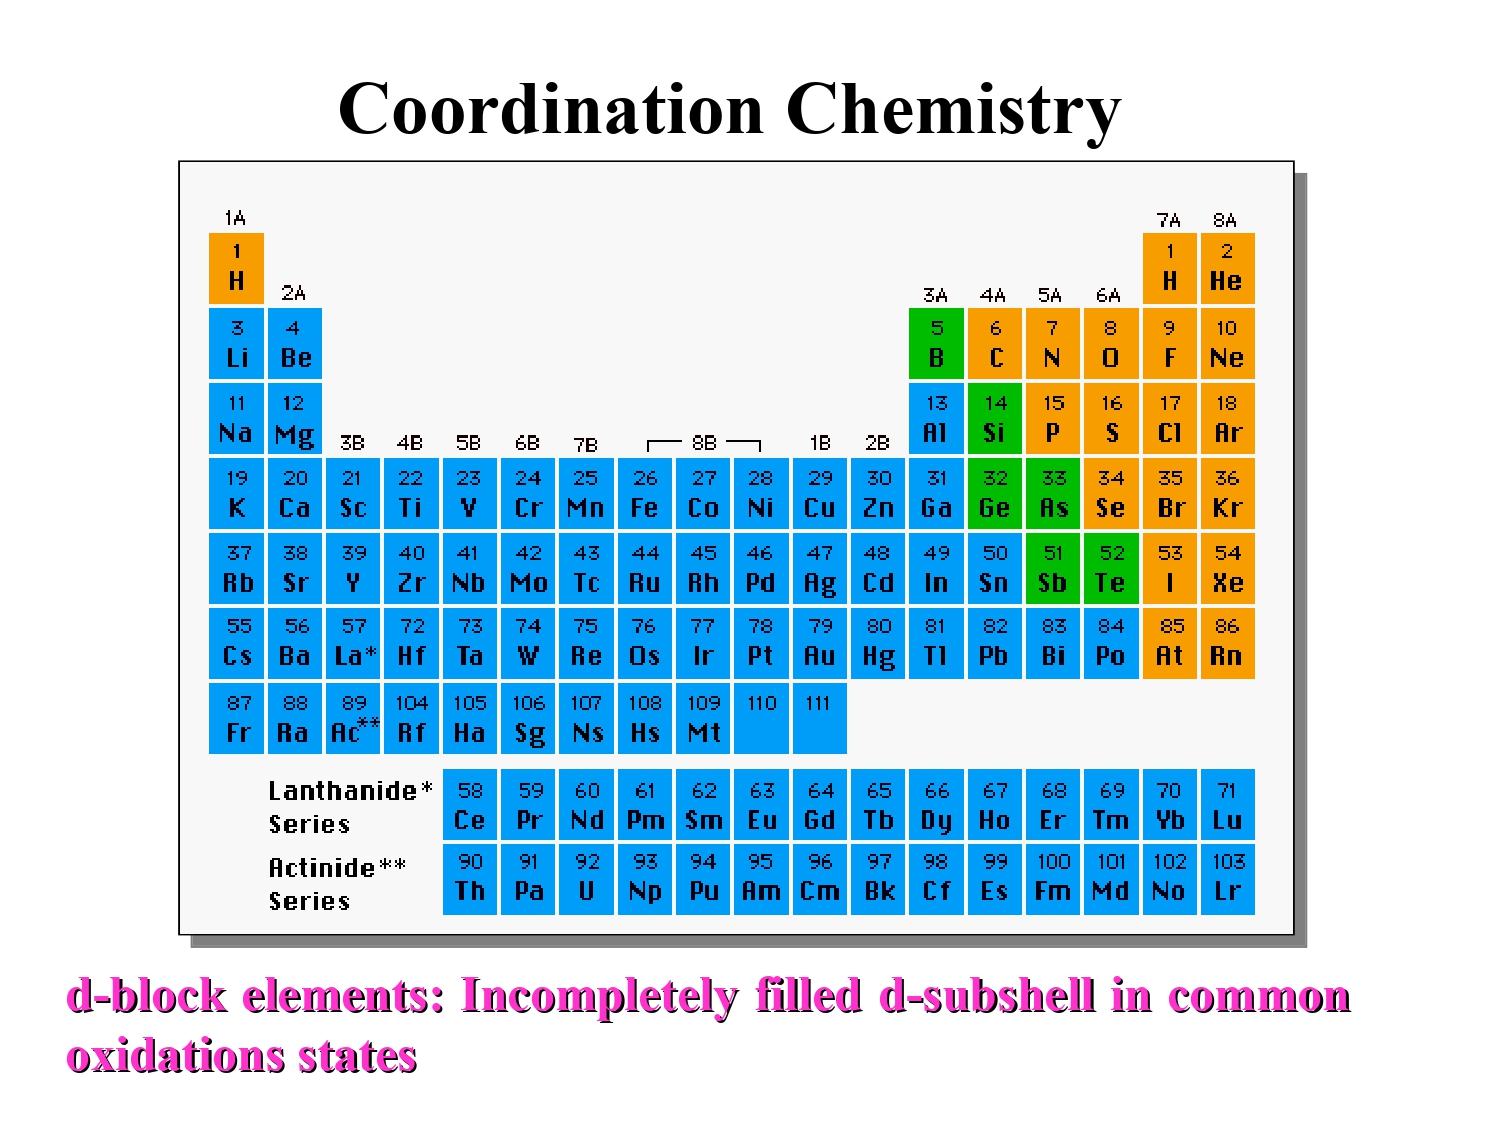 Coordination Chemistry
1A 7A 8A
1 1 2
H H He
2A 3A 4A 5A 6A
3 4 5 6 7 8 9 10
Li Be B C N O F Ne
11 12 13 14 15 16 17 18
Na Mg Al Si P S Cl Ar
3B 4B 5B 6B 7B 8B 1B 2B
19 20 21 22 23 24 25 26 27 28 29 30 31 32 33 34 35 36
K Ca Sc Ti V Cr Mn Fe Co Ni Cu Zn Ga Ge As Se Br Kr
37 38 39 40 41 42 43 44 45 46 47 48 49 50 51 52 53 54
Rb Sr Y Zr Nb Mo Tc Ru Rh Pd Ag Cd In Sn Sb Te I Xe
55 56 57 72 73 74 75 76 77 78 79 80 81 82 83 84 85 86
Cs Ba La* Hf Ta W Re Os Ir Pt Au Hg Tl Pb Bi Po At Rn
87 88 89 104 105 106 107 108 109 110 111
Fr Ra Ac** Rf Ha Sg Ns Hs Mt
Lanthanide* 58 59 60 61 62 63 64 65 66 67 68 69 70 71
Series Ce Pr Nd Pm Sm Eu Gd Tb Dy Ho Er Tm Yb Lu
Actinide** 90 91 92 93 94 95 96 97 98 99 100 101 102 103
Series Th Pa U Np Pu Am Cm Bk Cf Es Fm Md No Lr
d-block elements: Incompletely filled d-subshell in common
oxidations states